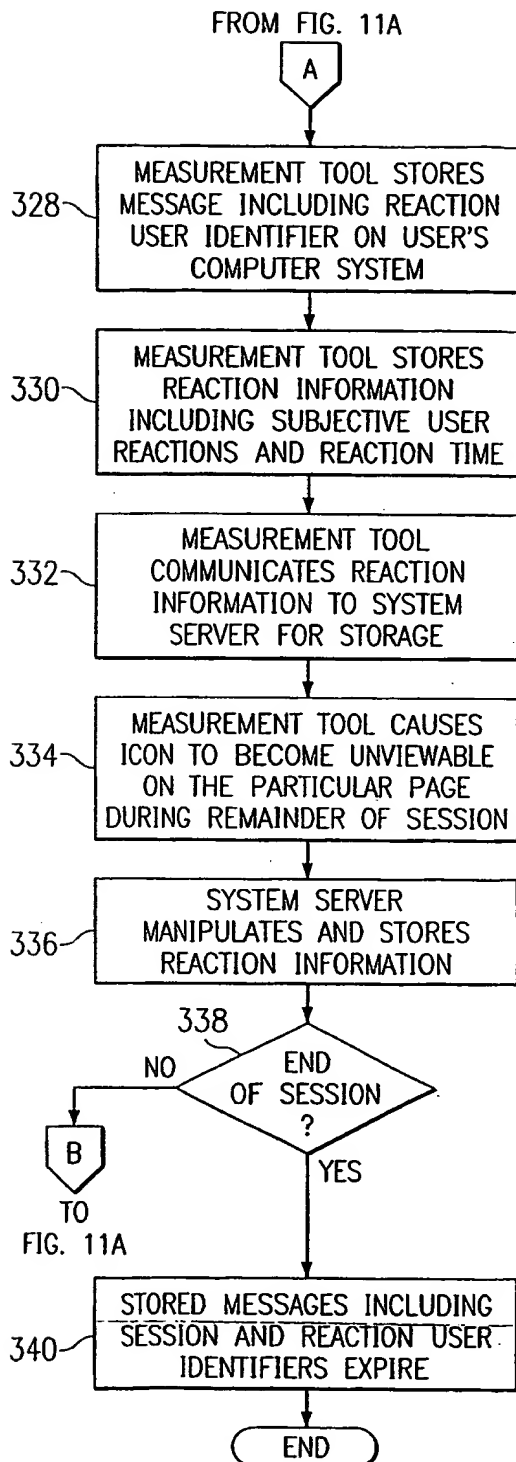 FROM FIG. 11A
A
328
MEASUREMENT TOOL STORES
MESSAGE INCLUDING REACTION
USER IDENTIFIER ON USER'S
COMPUTER SYSTEM
330
MEASUREMENT TOOL STORES
REACTION INFORMATION
INCLUDING SUBJECTIVE USER
REACTIONS AND REACTION TIME
332
MEASUREMENT TOOL
COMMUNICATES REACTION
INFORMATION TO SYSTEM
SERVER FOR STORAGE
334
MEASUREMENT TOOL CAUSES
ICON TO BECOME UNVIEWABLE
ON THE PARTICULAR PAGE
DURING REMAINDER OF SESSION
336
SYSTEM SERVER
MANIPULATES AND STORES
REACTION INFORMATION
338
END
OF SESSION
?
NO
B
TO
FIG. 11A
YES
340
STORED MESSAGES INCLUDING
SESSION AND REACTION USER
IDENTIFIERS EXPIRE
END